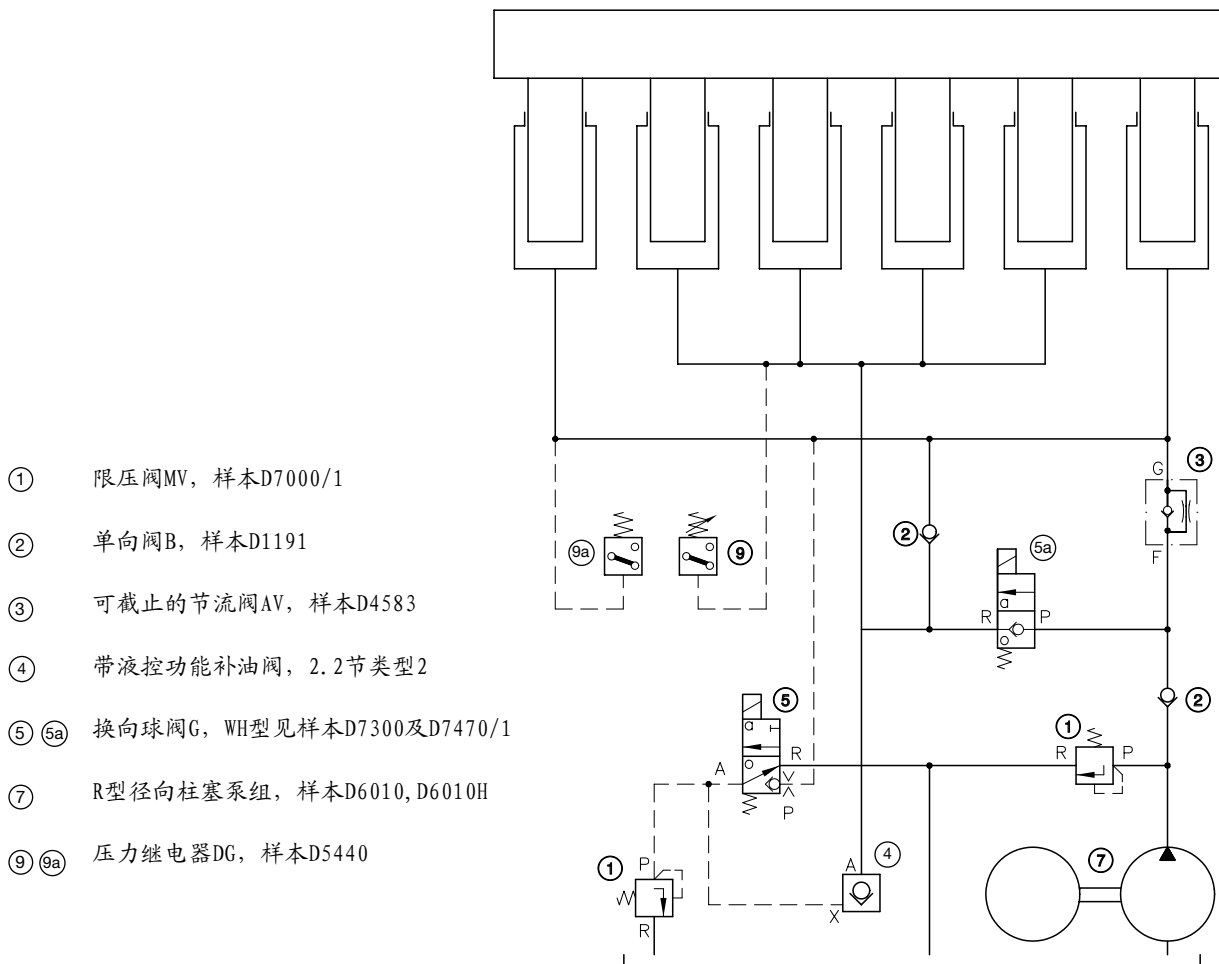 ① 限压阀MV，样本D7000/1
② 单向阀B，样本D1191
③ 可截止的节流阀AV，样本D4583
④ 带液控功能补油阀，2.2节类型2
⑤ 5a 换向球阀G，WH型见样本D7300及D7470/1
⑦ R型径向柱塞泵组，样本D6010,D6010H
⑨ 9a 压力继电器DG，样本D5440
G ③
② 
9a ⑨
5a
F
a
R P
o
⑤
②
a
①
R
R P
A o
P
④
⑦
① P
A
X
R